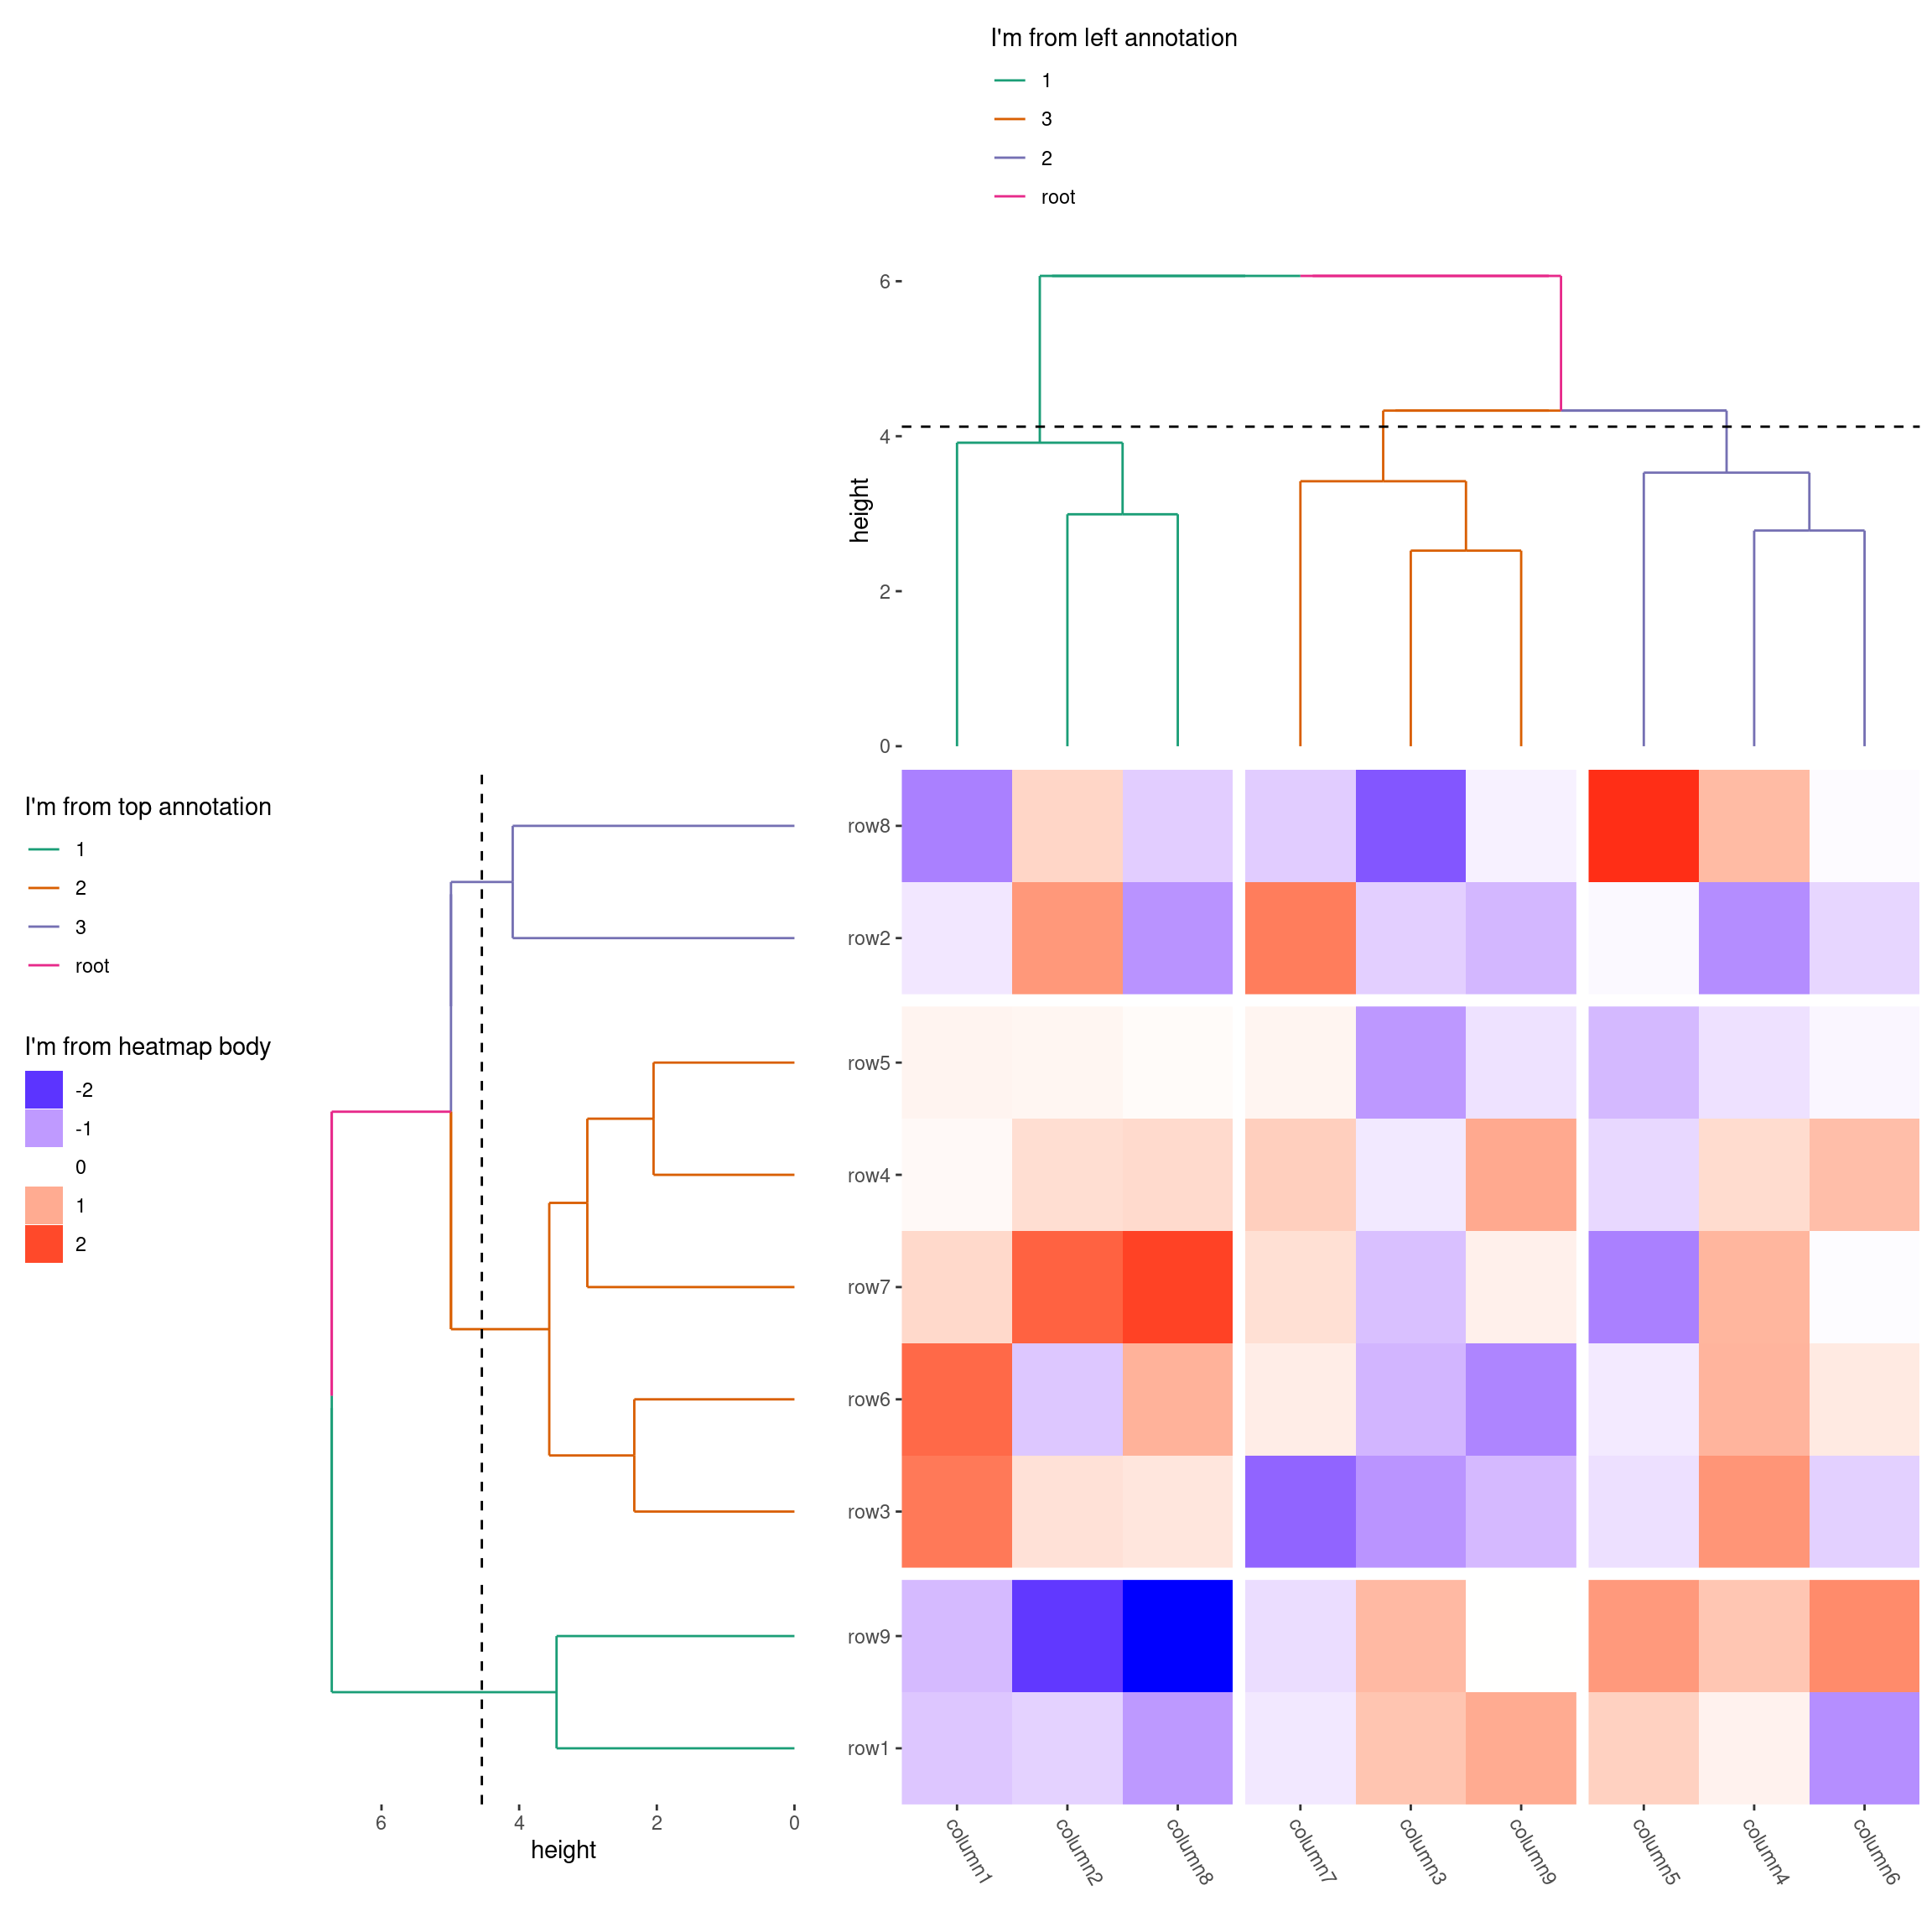 I'm from left annotation
1
3
2
root
6
4
2
0
height
I'm from top annotation
1
2
3
root
I'm from heatmap body
-2
-1
0
1
2
row8
row2
row5
row4
row7
row6
row3
row9
row1
6 4 2 0
height
column1 column2 column8 column7 column3 column9 column5 column4 column6